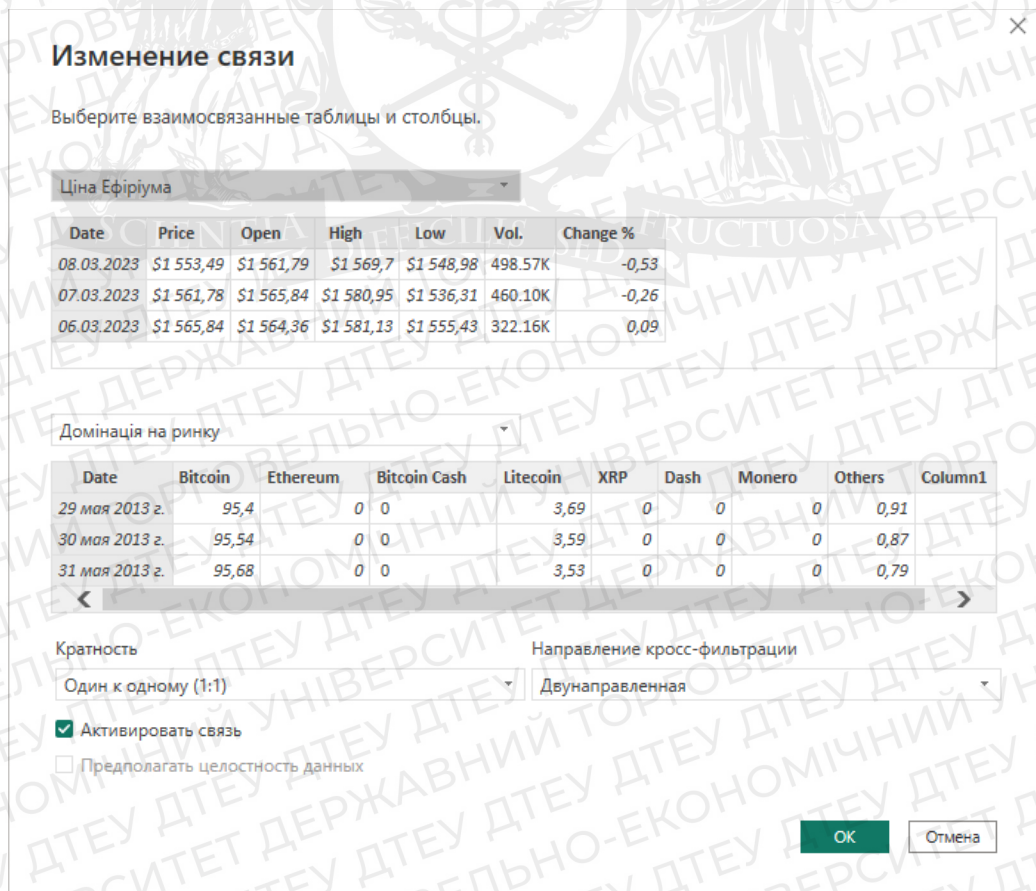 Изменение связи
Выберите взаимосвязанные таблицы и столбцы.
Ціна Ефіріума
Date Price Open High Low Vol. Change %
08.03.2023 $1 553,49 $1 561,79 $1 569,7 $1 548,98 498.57K -0,53
07.03.2023 $1 561,78 $1 565,84 $1 580,95 $1 536,31 460.10K -0,26
06.03.2023 $1 565,84 $1 564,36 $1 581,13 $1 555,43 322.16K 0,09
Домінація на ринку
Date Bitcoin Ethereum Bitcoin Cash Litecoin XRP Dash Monero Others Column1
29 мая 2013 г. 95,4 0 0 3,69 0 0 0 0,91
30 мая 2013 г. 95,54 0 0 3,59 0 0 0 0,87
31 мая 2013 г. 95,68 0 0 3,53 0 0 0 0,79
Кратность Направление кросс-фильтрации
Один к одному (1:1) Двунаправленная
Активировать связь
Предполагать целостность данных
ОК Отмена